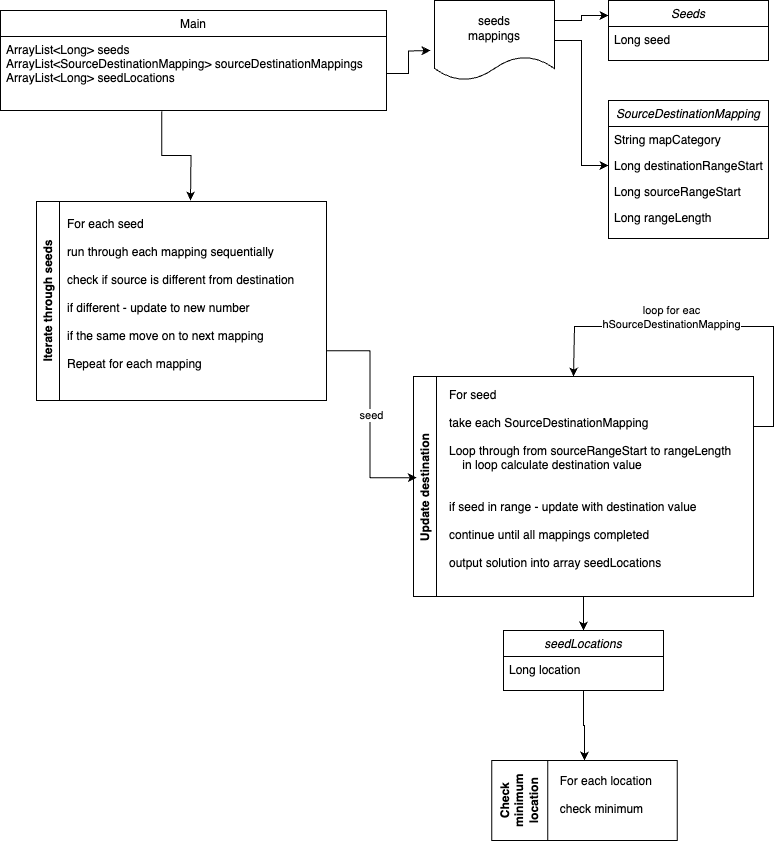 Main
ArrayList<Long> seeds
ArrayList<SourceDestinationMapping> sourceDestinationMappings
ArrayList<Long> seedLocations
seeds
mappings
Seeds
Long seed
SourceDestinationMapping
String mapCategory
Long destinationRangeStart
Long sourceRangeStart
Long rangeLength
Iterate through seeds
For each seed
run through each mapping sequentially
check if source is different from destination
if different - update to new number
if the same move on to next mapping
Repeat for each mapping
seed
loop for eac
hSourceDestinationMapping
Update destination
For seed
take each SourceDestinationMapping
Loop through from sourceRangeStart to rangeLength
in loop calculate destination value
if seed in range - update with destination value
continue until all mappings completed
output solution into array seedLocations
seedLocations
Long location
Check
minimum
location
For each location
check minimum